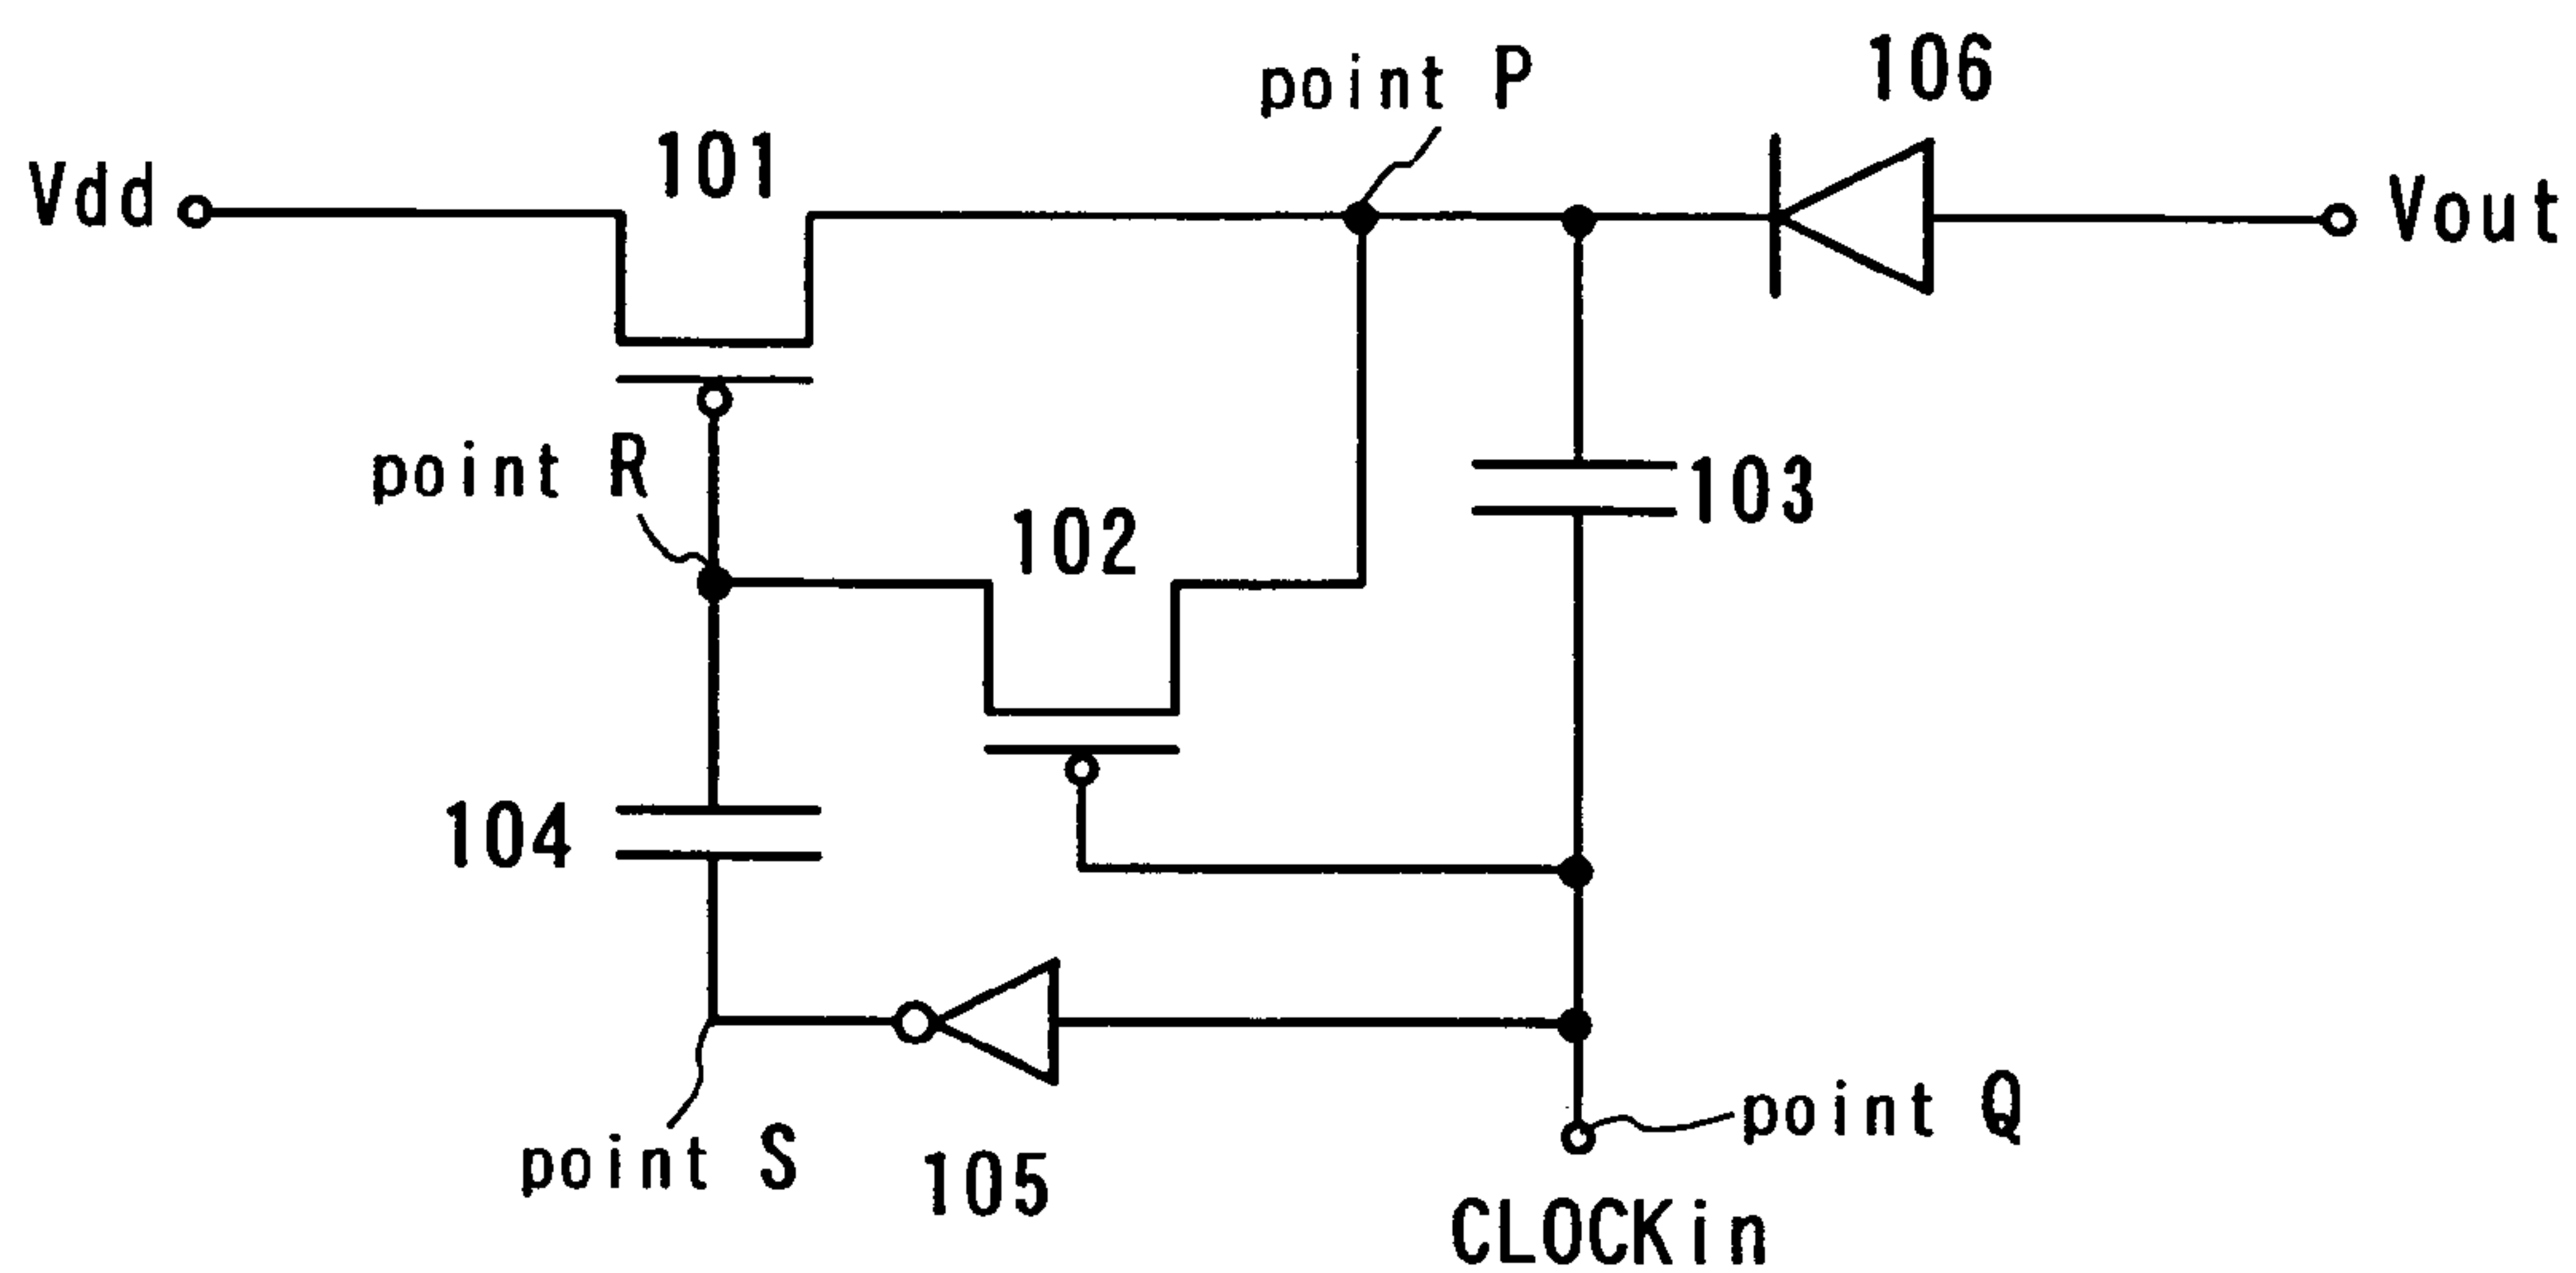 point P
106
Vdd
101
Vout
point R
102
103
104
point S
105
point Q
CLOCKin